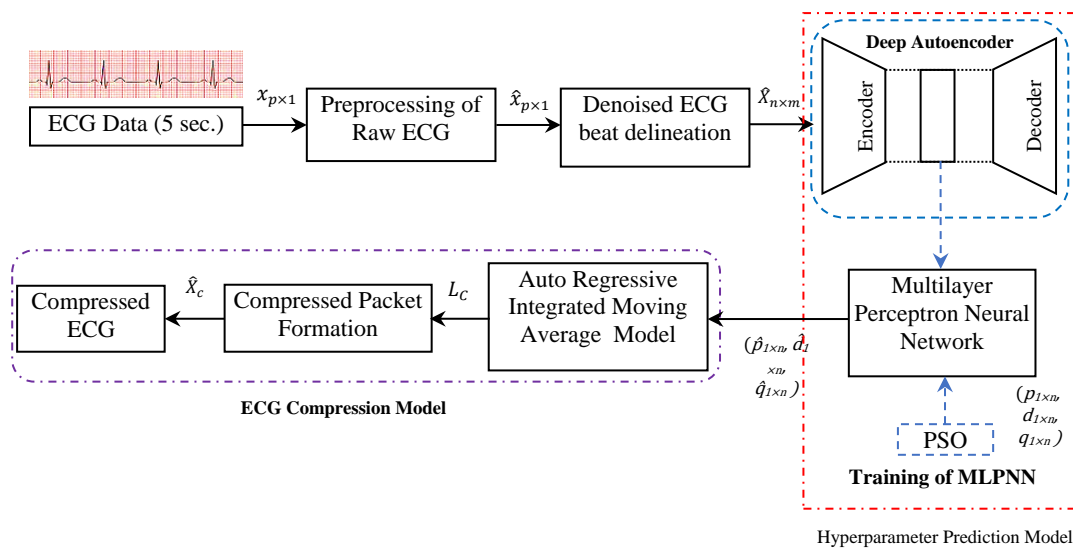 ECG Data (5 sec.)
x_{p×1}
Preprocessing of
Raw ECG
x̂_{p×1}
Denoised ECG
beat delineation
X̂_{n×m}
Deep Autoencoder
Encoder
Decoder
Multilayer
Perceptron Neural
Network
(p_{1×n},
d_{1×n},
q_{1×n})
PSO
Training of MLPNN
Hyperparameter Prediction Model
(p̂_{1×n}, d̂_{1
×n},
q̂_{1×n})
Auto Regressive
Integrated Moving
Average Model
L_C
Compressed Packet
Formation
X̂_c
Compressed
ECG
ECG Compression Model